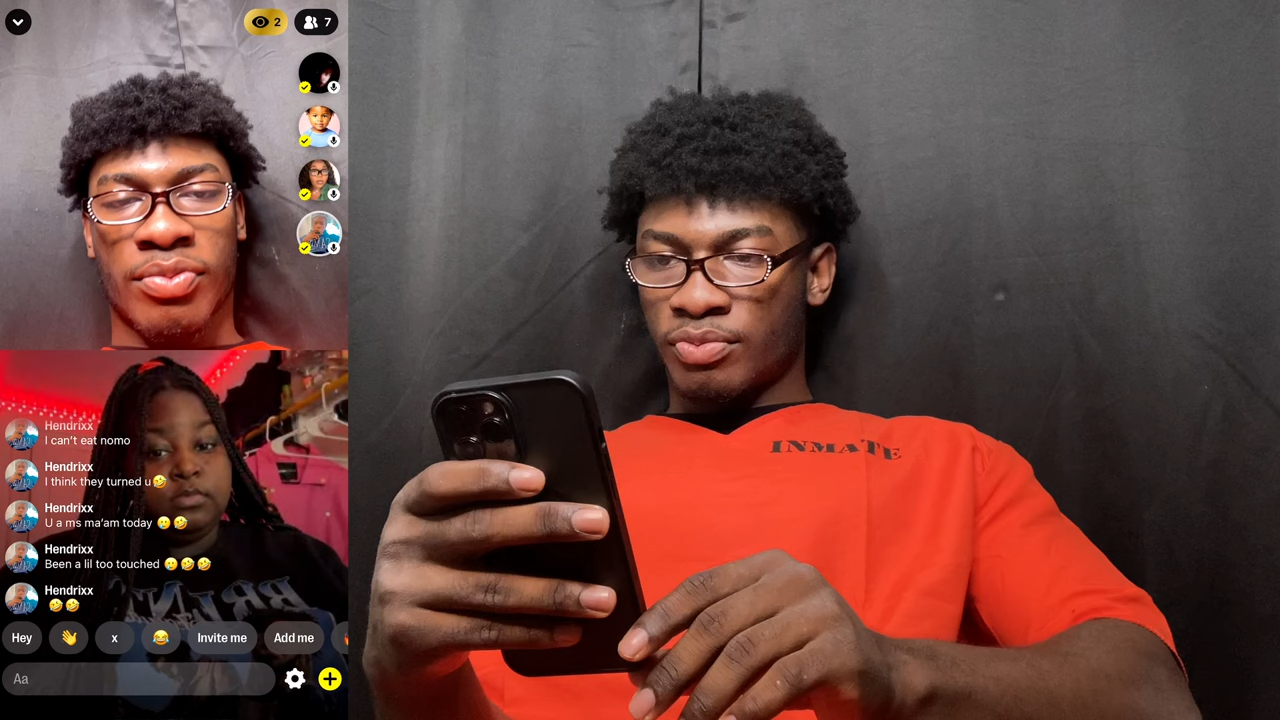 2
7
Hendrixx
I can't eat nomo
Hendrixx
I think they turned u🤣
Hendrixx
U a ms ma'am today 🥲 🤣
Hendrixx
Been a lil too touched 🥲 🤣 🤣
Hendrixx
🤣 🤣
Hey 👋 x 😂 Invite me Add me
Aa
INMATE